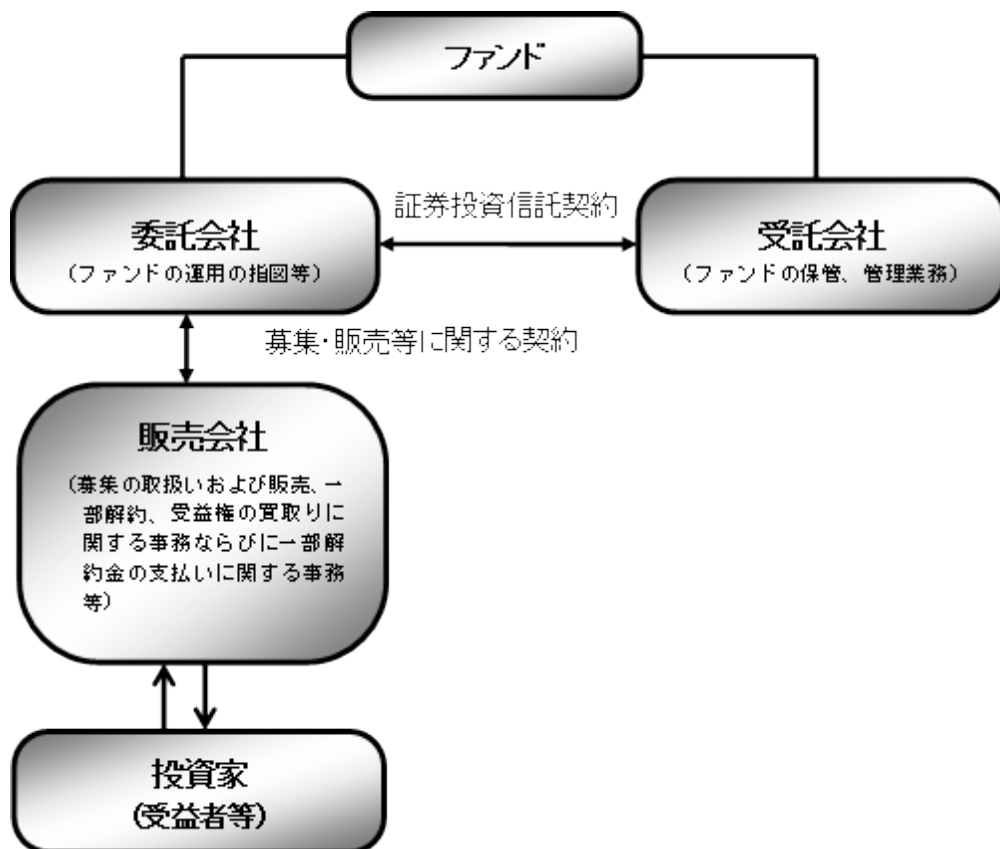 ファンド
証券投資信託契約
委託会社
(ファンドの運用の指図等)
受託会社
(ファンドの保管、管理業務)
募集・販売等に関する契約
販売会社
(募集の取扱いおよび販売、一
部解約、受益権の買取りに
関する事務ならびに一部解
約金の支払いに関する事務
等)
投資家
(受益者等)